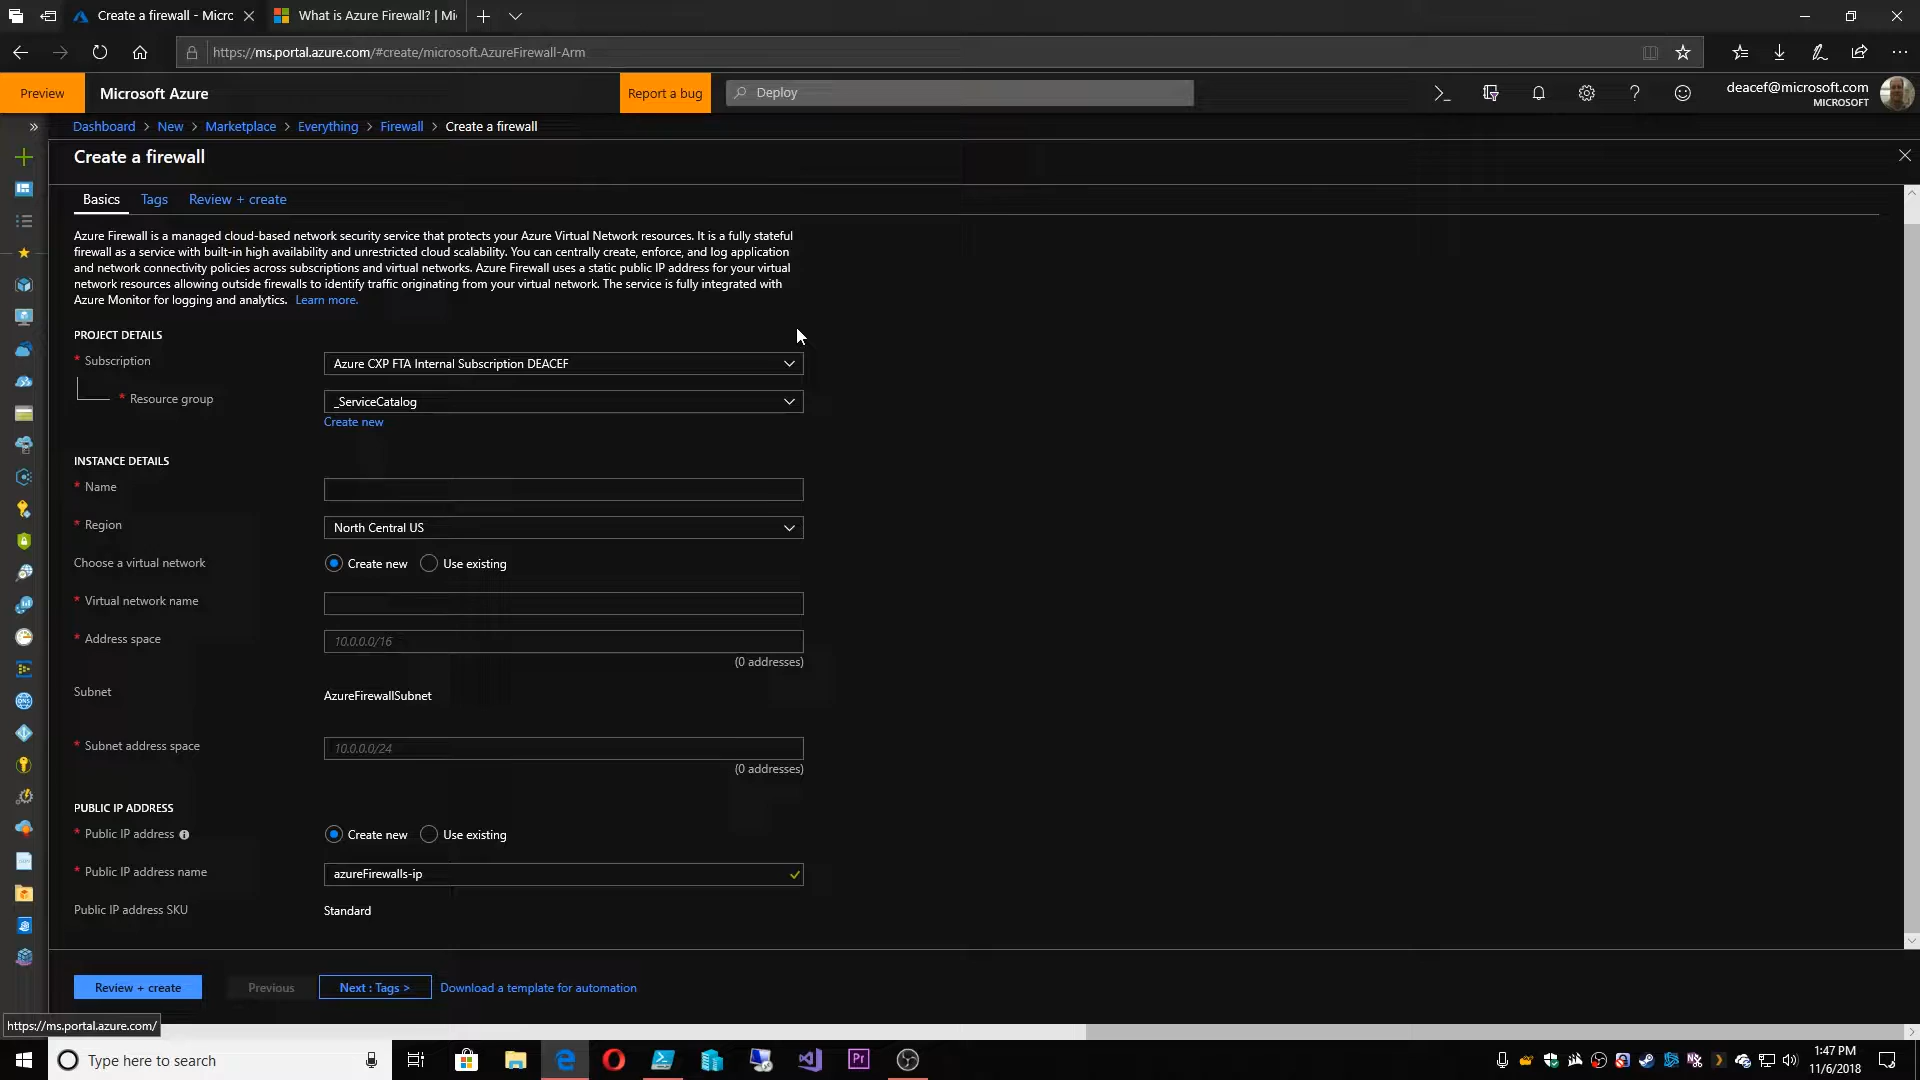 Create a firewall - Micrc
What is Azure Firewall? | Mi
https://ms.portal.azure.com/#create/microsoft.AzureFirewall-Arm
Preview
Microsoft Azure
Report a bug
Deploy
deacef@microsoft.com
MICROSOFT
Dashboard > New > Marketplace > Everything > Firewall > Create a firewall
Create a firewall
Basics
Tags
Review + create
Azure Firewall is a managed cloud-based network security service that protects your Azure Virtual Network resources. It is a fully stateful
firewall as a service with built-in high availability and unrestricted cloud scalability. You can centrally create, enforce, and log application
and network connectivity policies across subscriptions and virtual networks. Azure Firewall uses a static public IP address for your virtual
network resources allowing outside firewalls to identify traffic originating from your virtual network. The service is fully integrated with
Azure Monitor for logging and analytics. Learn more.
PROJECT DETAILS
* Subscription
Azure CXP FTA Internal Subscription DEACEF
* Resource group
_ServiceCatalog
Create new
INSTANCE DETAILS
* Name
* Region
North Central US
Choose a virtual network
Create new
Use existing
* Virtual network name
* Address space
10.0.0.0/16
(0 addresses)
Subnet
AzureFirewallSubnet
* Subnet address space
10.0.0.0/24
(0 addresses)
PUBLIC IP ADDRESS
* Public IP address
Create new
Use existing
* Public IP address name
azureFirewalls-ip
Public IP address SKU
Standard
Review + create
Previous
Next : Tags >
Download a template for automation
https://ms.portal.azure.com/
Type here to search
Pr
1:47 PM
11/6/2018